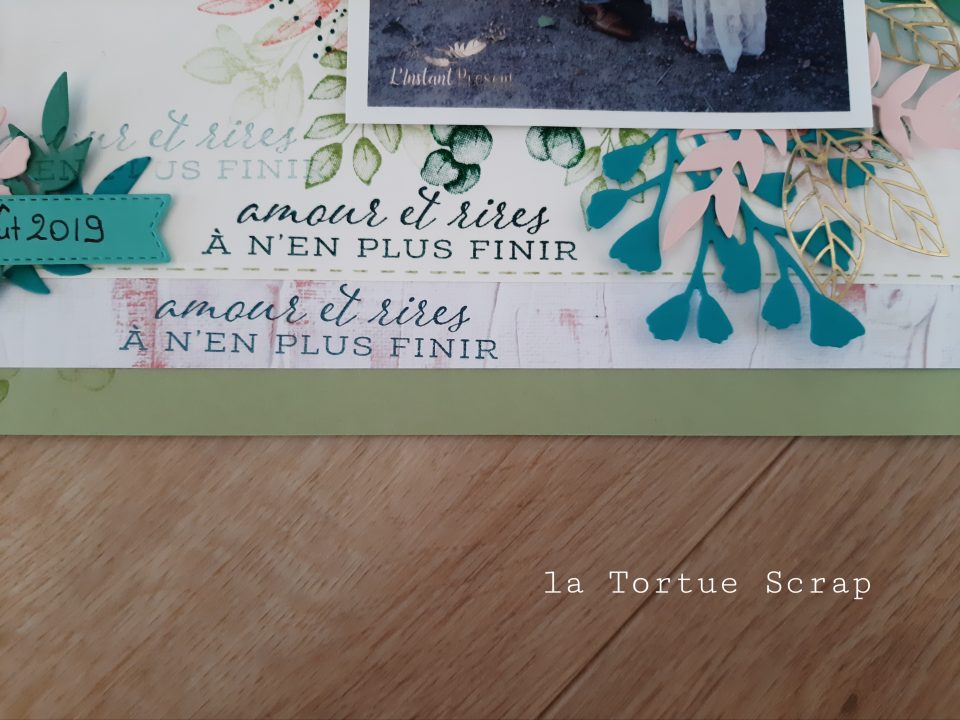 L'Instant Présent
amour et rires
À N'EN PLUS FINIR
ût 2019
amour et rires
À N'EN PLUS FINIR
amour et rires
À N'EN PLUS FINIR
la Tortue Scrap